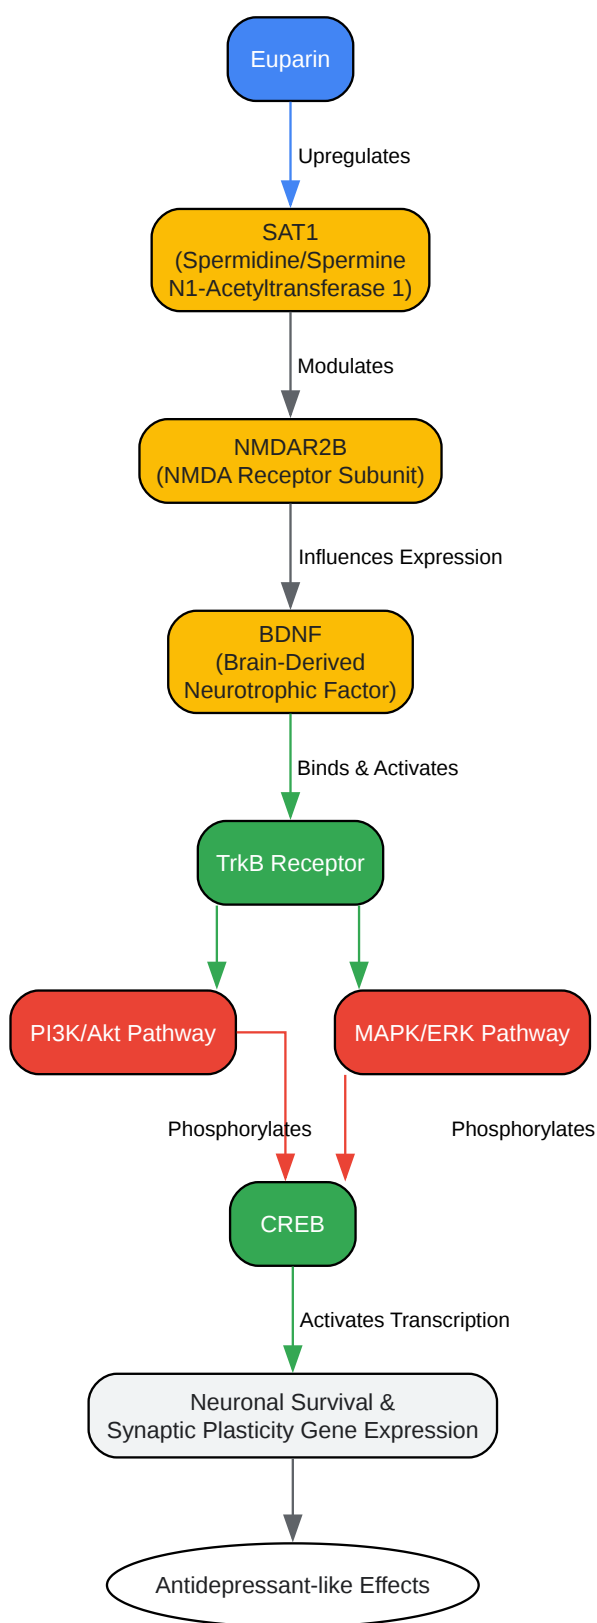 Euparin
Upregulates
SAT1
(Spermidine/Spermine
N1-Acetyltransferase 1)
Modulates
NMDAR2B
(NMDA Receptor Subunit)
Influences Expression
BDNF
(Brain-Derived
Neurotrophic Factor)
Binds & Activates
TrkB Receptor
PI3K/Akt Pathway
MAPK/ERK Pathway
Phosphorylates
Phosphorylates
CREB
Activates Transcription
Neuronal Survival &
Synaptic Plasticity Gene Expression
Antidepressant-like Effects